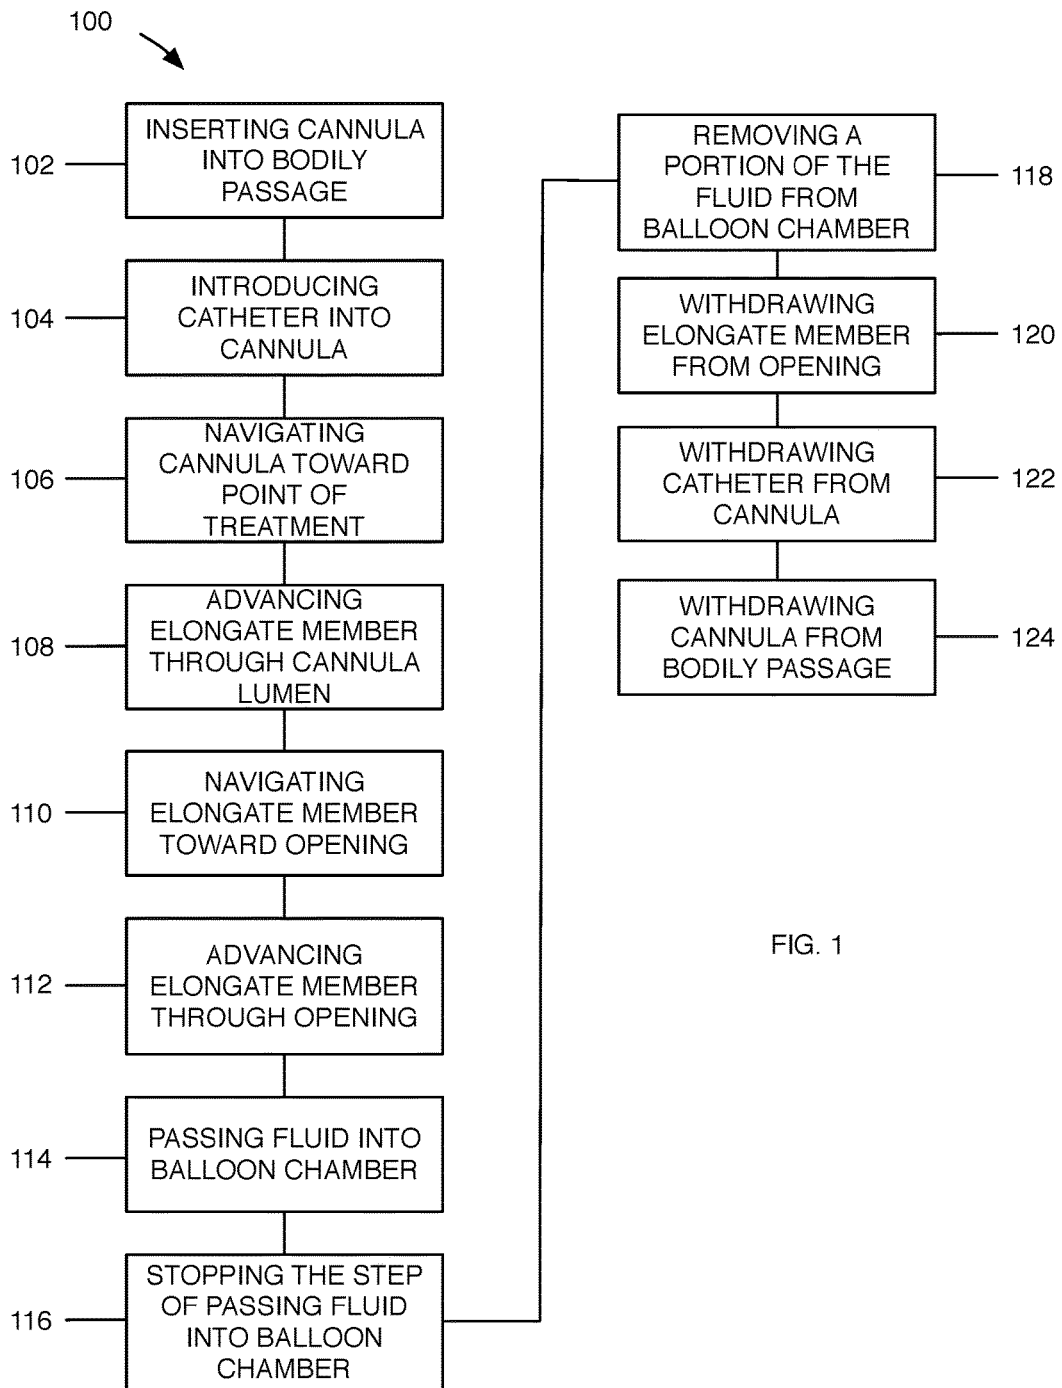 100
102
INSERTING CANNULA
INTO BODILY
PASSAGE
104
INTRODUCING
CATHETER INTO
CANNULA
106
NAVIGATING
CANNULA TOWARD
POINT OF
TREATMENT
108
ADVANCING
ELONGATE MEMBER
THROUGH CANNULA
LUMEN
110
NAVIGATING
ELONGATE MEMBER
TOWARD OPENING
112
ADVANCING
ELONGATE MEMBER
THROUGH OPENING
114
PASSING FLUID INTO
BALLOON CHAMBER
116
STOPPING THE STEP
OF PASSING FLUID
INTO BALLOON
CHAMBER
REMOVING A
PORTION OF THE
FLUID FROM
BALLOON CHAMBER
118
WITHDRAWING
ELONGATE MEMBER
FROM OPENING
120
WITHDRAWING
CATHETER FROM
CANNULA
122
WITHDRAWING
CANNULA FROM
BODILY PASSAGE
124
FIG. 1